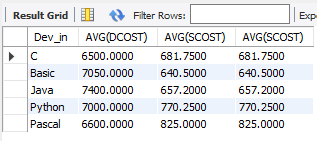 Result Grid Filter Rows:
Dev_in AVG(DCOST) AVG(SCOST) AVG(SCOST)
C 6500.0000 681.7500 681.7500
Basic 7050.0000 640.5000 640.5000
Java 7400.0000 657.2000 657.2000
Python 7000.0000 770.2500 770.2500
Pascal 6600.0000 825.0000 825.0000